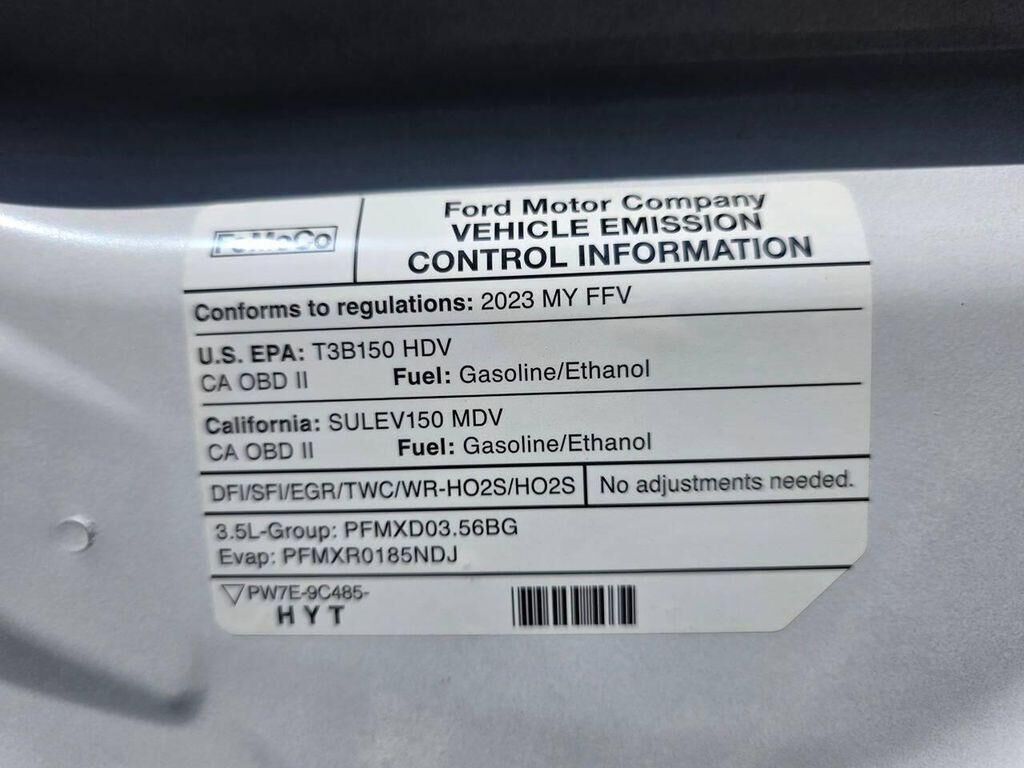 FoMoCo
Ford Motor Company
VEHICLE EMISSION
CONTROL INFORMATION
Conforms to regulations: 2023 MY FFV
U.S. EPA: T3B150 HDV
CA OBD II Fuel: Gasoline/Ethanol
California: SULEV150 MDV
CA OBD II Fuel: Gasoline/Ethanol
DFI/SFI/EGR/TWC/WR-HO2S/HO2S No adjustments needed.
3.5L-Group: PFMXD03.56BG
Evap: PFMXR0185NDJ
PW7E-9C485-
HYT